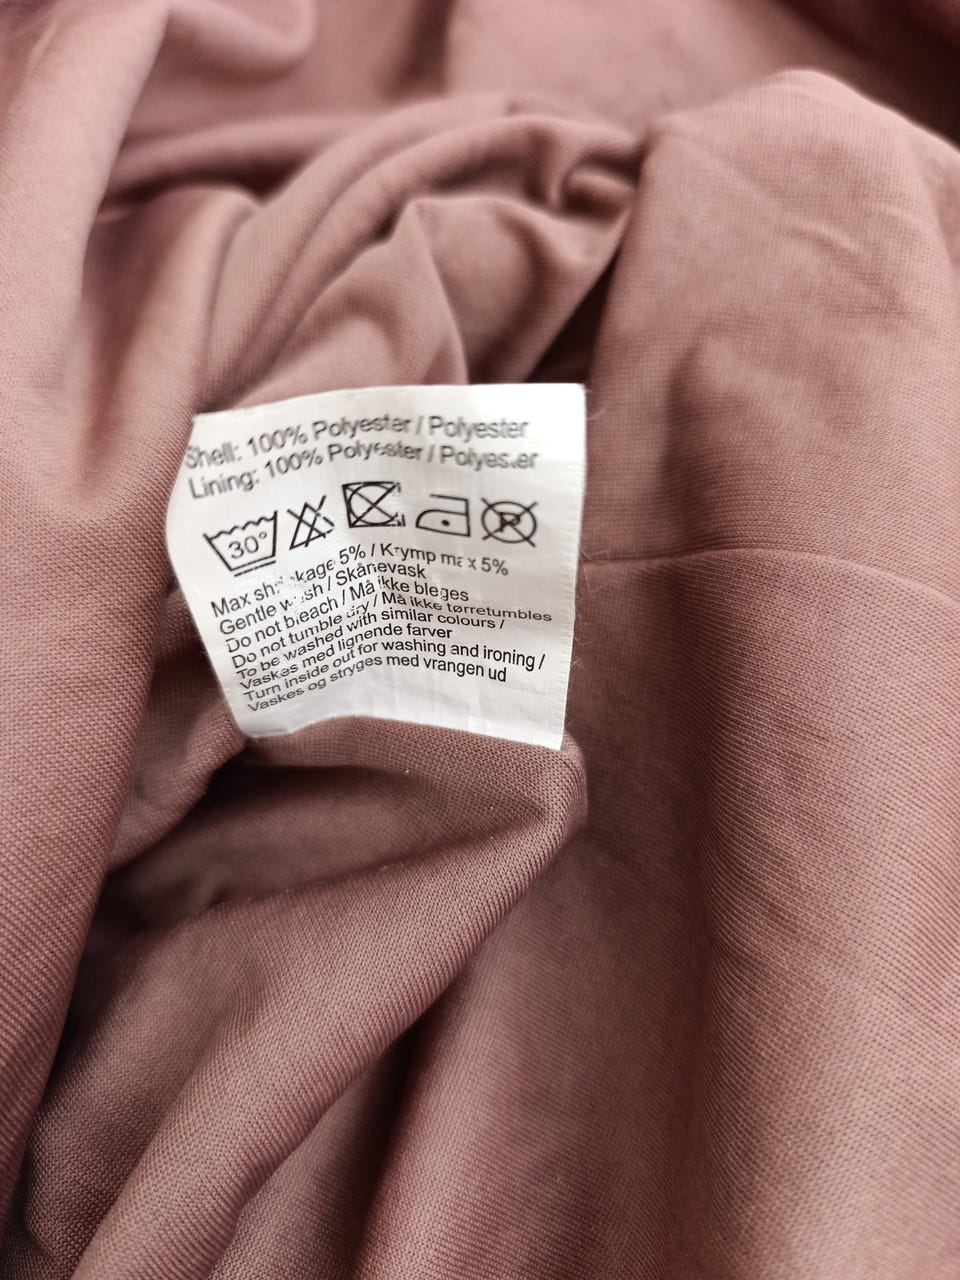 Shell: 100% Polyester / Polyester
Lining: 100% Polyester / Polyester
30° P
Max shrinkage 5% / Krymp max 5%
Gentle wash / Skånevask
Do not bleach / Må ikke bleges
Do not tumble dry / Må ikke tørretumbles
To be washed with similar colours /
Vaskes med lignende farver
Turn inside out for washing and ironing /
Vaskes og stryges med vrangen ud